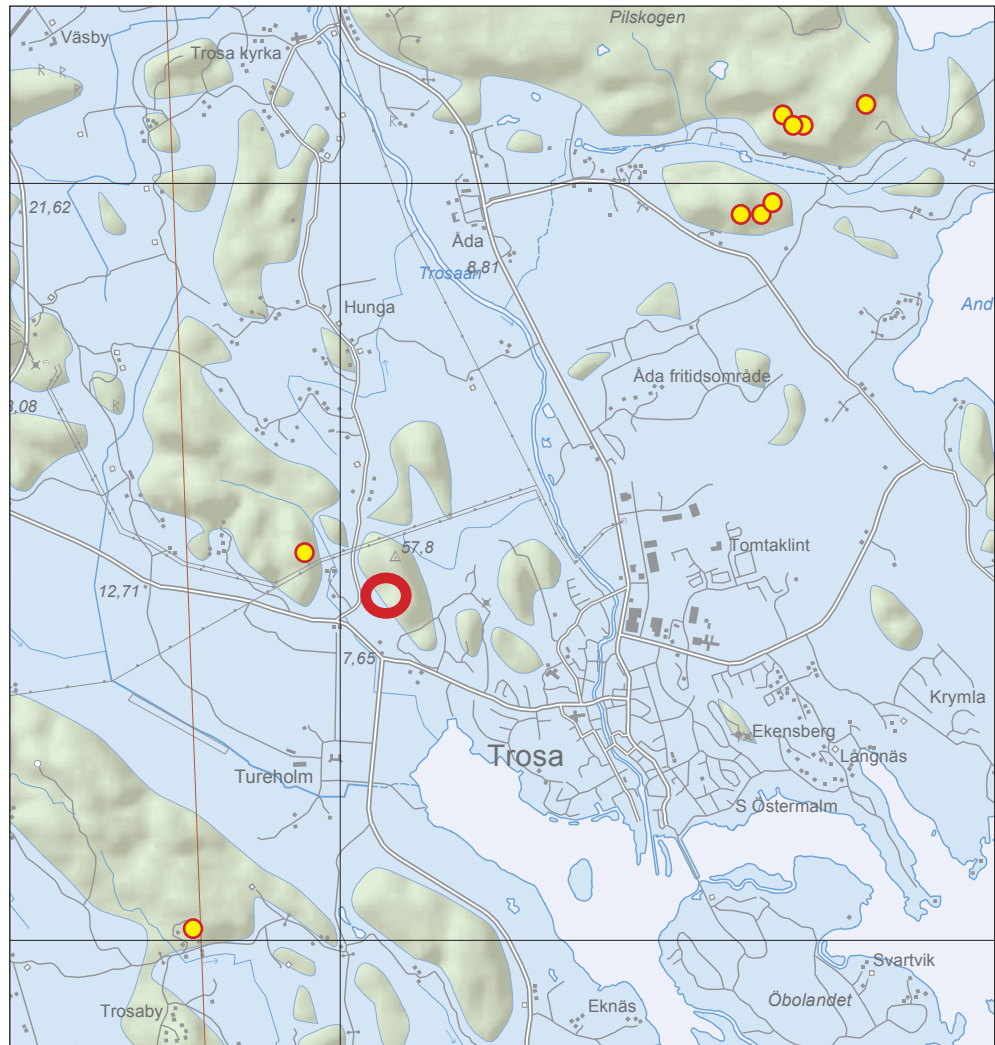 Pilskogen
Väsby
Trosa kyrka
R
R
R
21,62
Åda
8,81
Trosaån
And
Hunga
Åda fritidsområde
3,08
R
57,8
Tomtaklint
12,71
7,65
Krymla
Ekensberg
Långnäs
Trosa
Tureholm
S Östermalm
Svartvik
Öbolandet
Trosaby
Eknäs